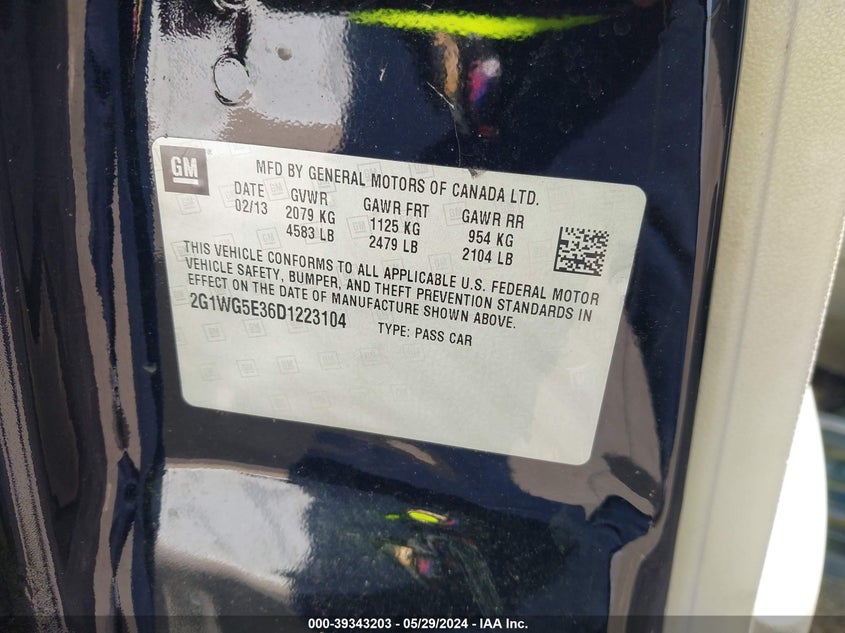 GM
MFD BY GENERAL MOTORS OF CANADA LTD.
DATE GVWR GAWR FRT GAWR RR
02/13 2079 KG 1125 KG 954 KG
4583 LB 2479 LB 2104 LB
THIS VEHICLE CONFORMS TO ALL APPLICABLE U.S. FEDERAL MOTOR
VEHICLE SAFETY, BUMPER, AND THEFT PREVENTION STANDARDS IN
EFFECT ON THE DATE OF MANUFACTURE SHOWN ABOVE.
2G1WG5E36D1223104 TYPE: PASS CAR
000-39343203 - 05/29/2024 - IAA Inc.